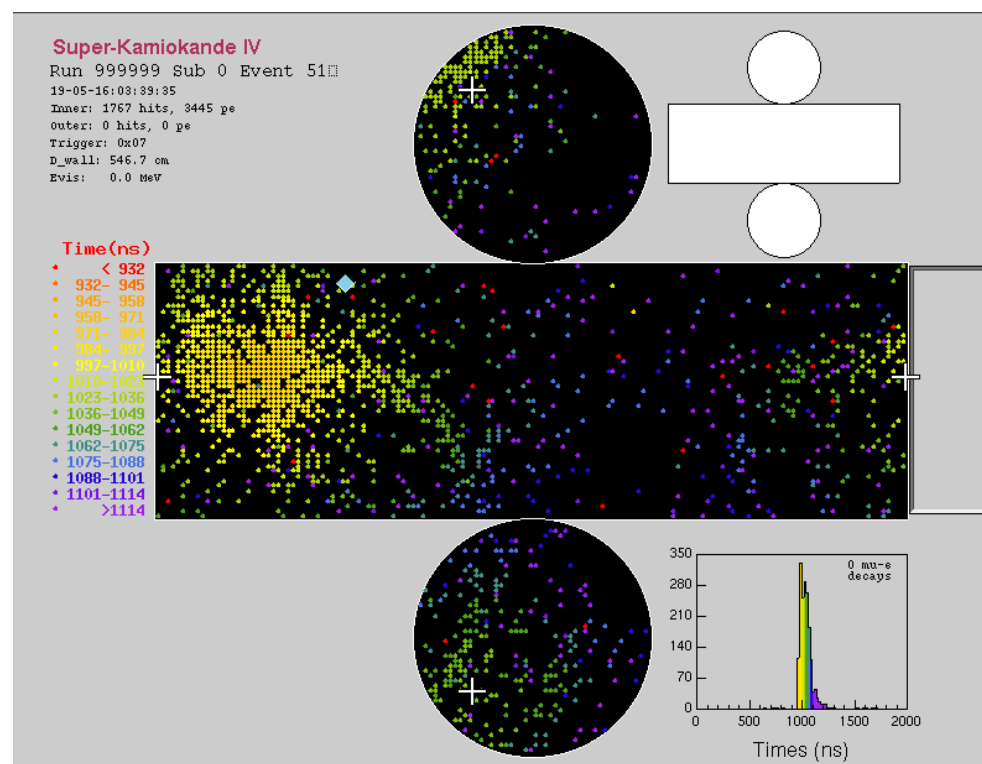 Super-Kamiokande IV
Run 999999 Sub 0 Event 51
19-05-16:03:39:35
Inner: 1767 hits, 3445 pe
Outer: 0 hits, 0 pe
Trigger: 0x07
D_wall: 546.7 cm
Evis: 0.0 MeV
Time(ns)
< 932
932- 945
945- 958
958- 971
971- 984
984- 997
997-1010
1010-1023
1023-1036
1036-1049
1049-1062
1062-1075
1075-1088
1088-1101
1101-1114
>1114
0 mu-e
decays
350
280
210
140
70
0
0 500 1000 1500 2000
Times (ns)